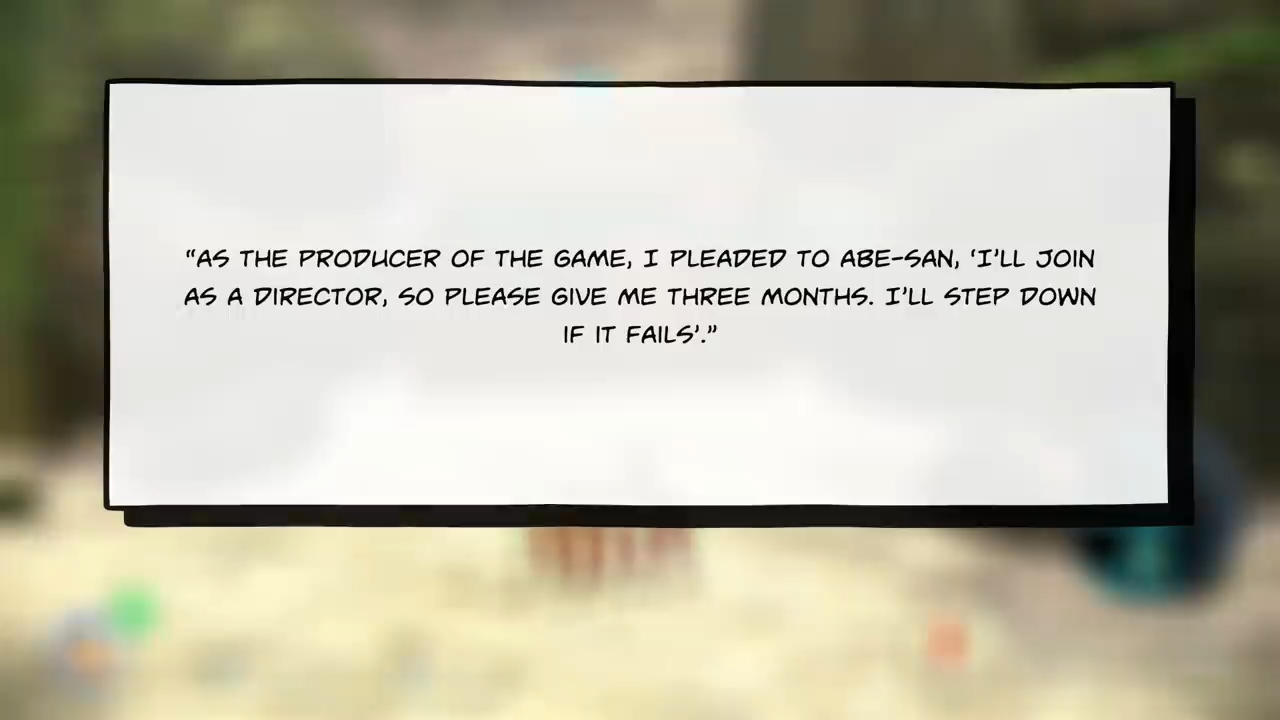 “AS THE PRODUCER OF THE GAME, I PLEADED TO ABE-SAN, ‘I’LL JOIN
AS A DIRECTOR, SO PLEASE GIVE ME THREE MONTHS. I’LL STEP DOWN
IF IT FAILS’.”